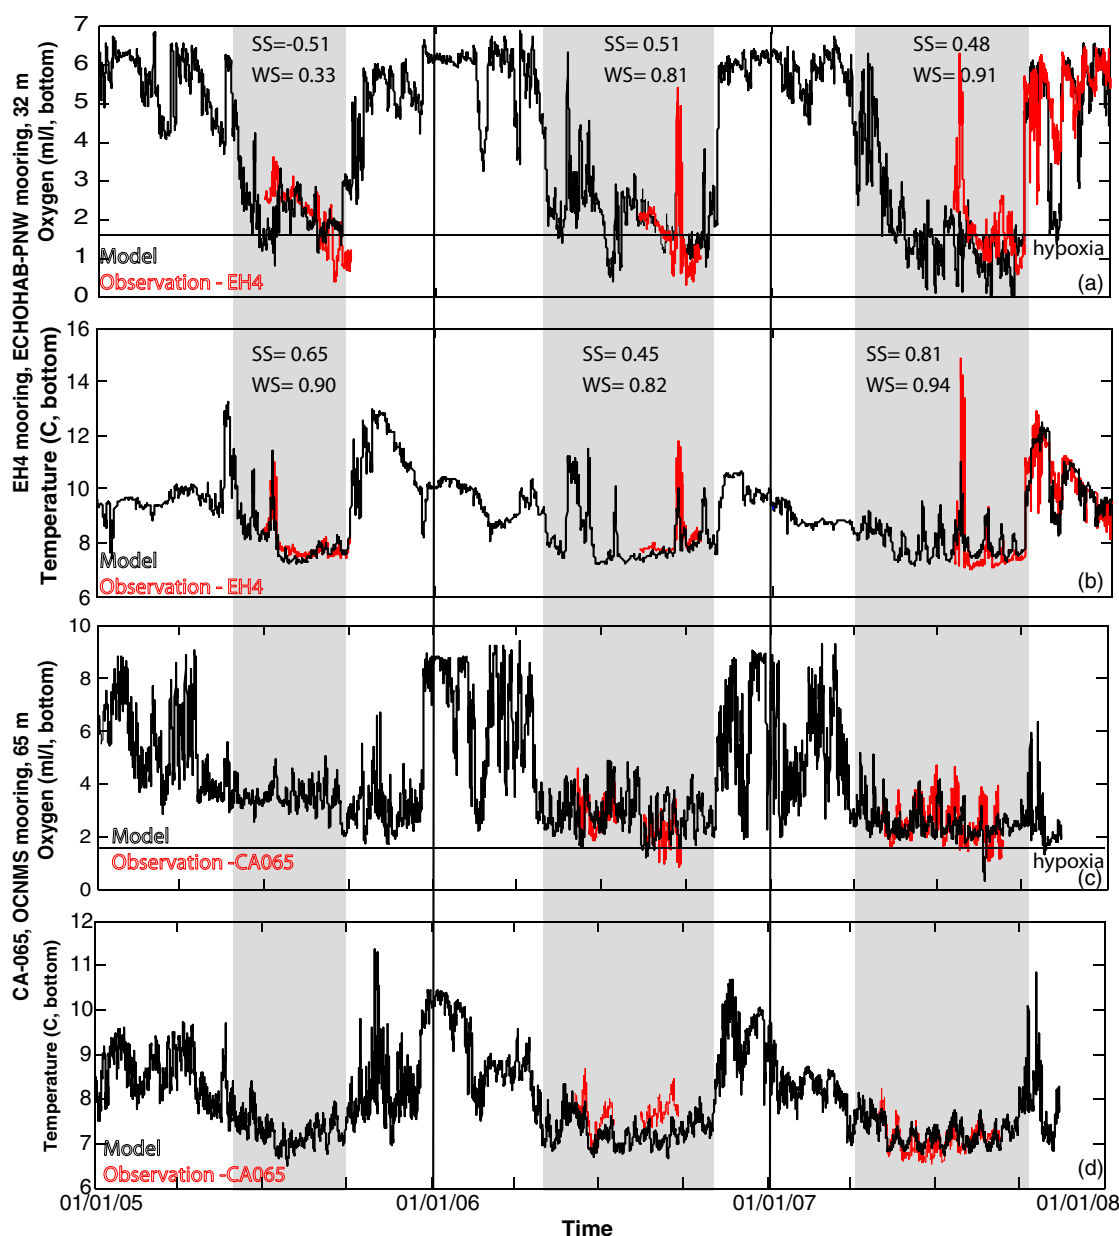 EH4 mooring, ECHOHAB-PNW mooring, 32 m
Oxygen (ml/l, bottom)
7
6
5
4
3
2
1
0
SS=-0.51
WS= 0.33
SS= 0.51
WS= 0.81
SS= 0.48
WS= 0.91
Model
Observation - EH4
hypoxia
(a)
Temperature (C, bottom)
16
14
12
10
8
6
SS= 0.65
WS= 0.90
SS= 0.45
WS= 0.82
SS= 0.81
WS= 0.94
Model
Observation - EH4
(b)
CA-065, OCNMS mooring, 65 m
Oxygen (ml/l, bottom)
10
8
6
4
2
0
Model
Observation -CA065
hypoxia
(c)
Temperature (C, bottom)
12
11
10
9
8
7
6
Model
Observation -CA065
(d)
01/01/05
01/01/06
01/01/07
01/01/08
Time